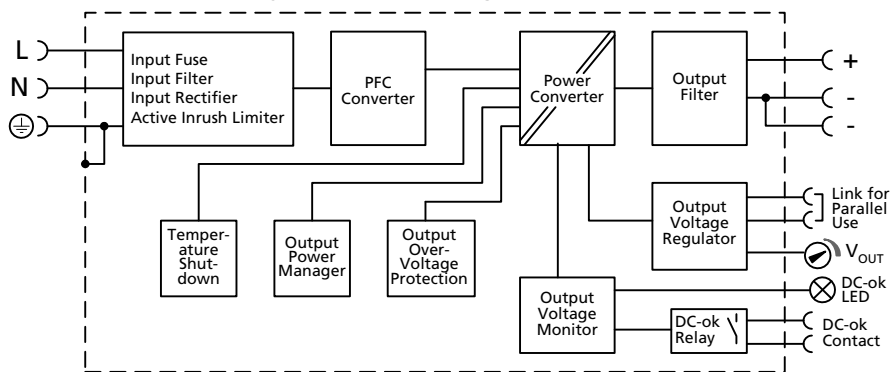 L
N
Input Fuse
Input Filter
Input Rectifier
Active Inrush Limiter
PFC
Converter
Power
Converter
Output
Filter
+
-
-
Temper-
ature
Shut-
down
Output
Power
Manager
Output
Over-
Voltage
Protection
Output
Voltage
Regulator
Link for
Parallel
Use
VOUT
Output
Voltage
Monitor
DC-ok
LED
DC-ok
Relay
DC-ok
Contact